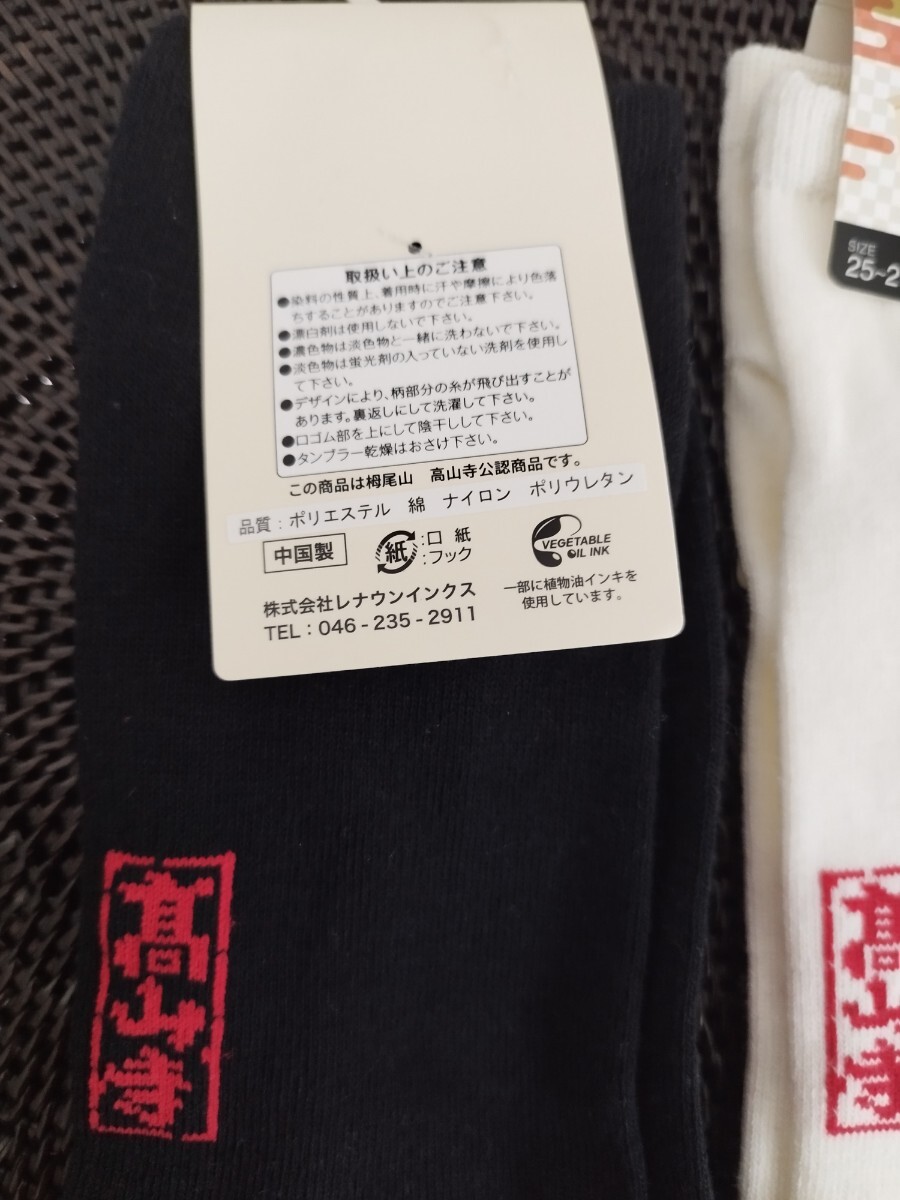 取扱い上のご注意
●染料の性質上、着用時に汗や摩擦により色落
ちすることがありますのでご注意下さい。
●漂白剤は使用しないで下さい。
●濃色物は淡色物と一緒に洗わないで下さい。
●淡色物は蛍光剤の入っていない洗剤を使用し
て下さい。
●デザインにより、柄部分の糸が飛び出すことが
あります。裏返しにして洗濯して下さい。
●口ゴム部を上にして陰干しして下さい。
●タンブラー乾燥はおさけ下さい。
この商品は栂尾山 高山寺公認商品です。
品質：ポリエステル 綿 ナイロン ポリウレタン
中国製
紙
:口 紙
:フック
VEGETABLE
OIL INK
株式会社レナウンインクス
TEL：046-235-2911
一部に植物油インキを
使用しています。
SIZE
25~2
髙山寺
髙山寺